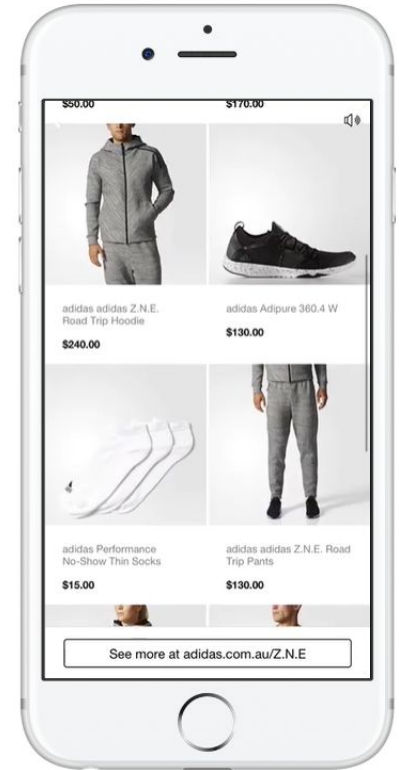 $50.00 $170.00
adidas adidas Z.N.E.
Road Trip Hoodie
$240.00
adidas Adipure 360.4 W
$130.00
adidas Performance
No-Show Thin Socks
$15.00
adidas adidas Z.N.E. Road
Trip Pants
$130.00
See more at adidas.com.au/Z.N.E